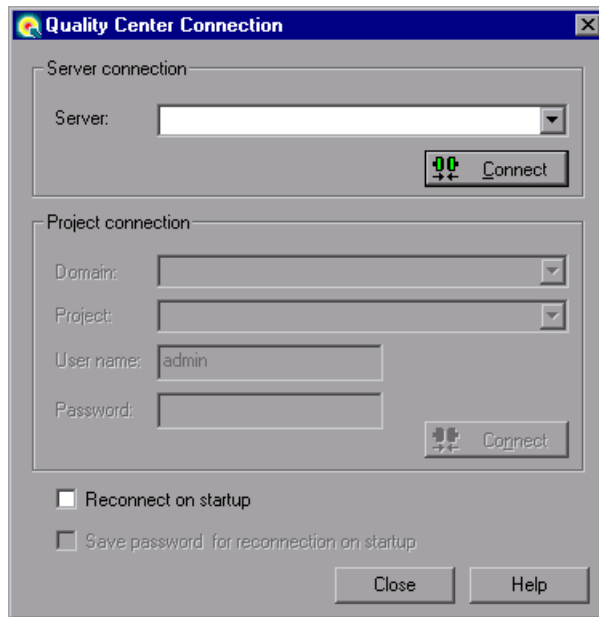 Quality Center Connection
Server connection
Server:
Connect
Project connection
Domain:
Project:
User name: admin
Password:
Connect
Reconnect on startup
Save password for reconnection on startup
Close Help